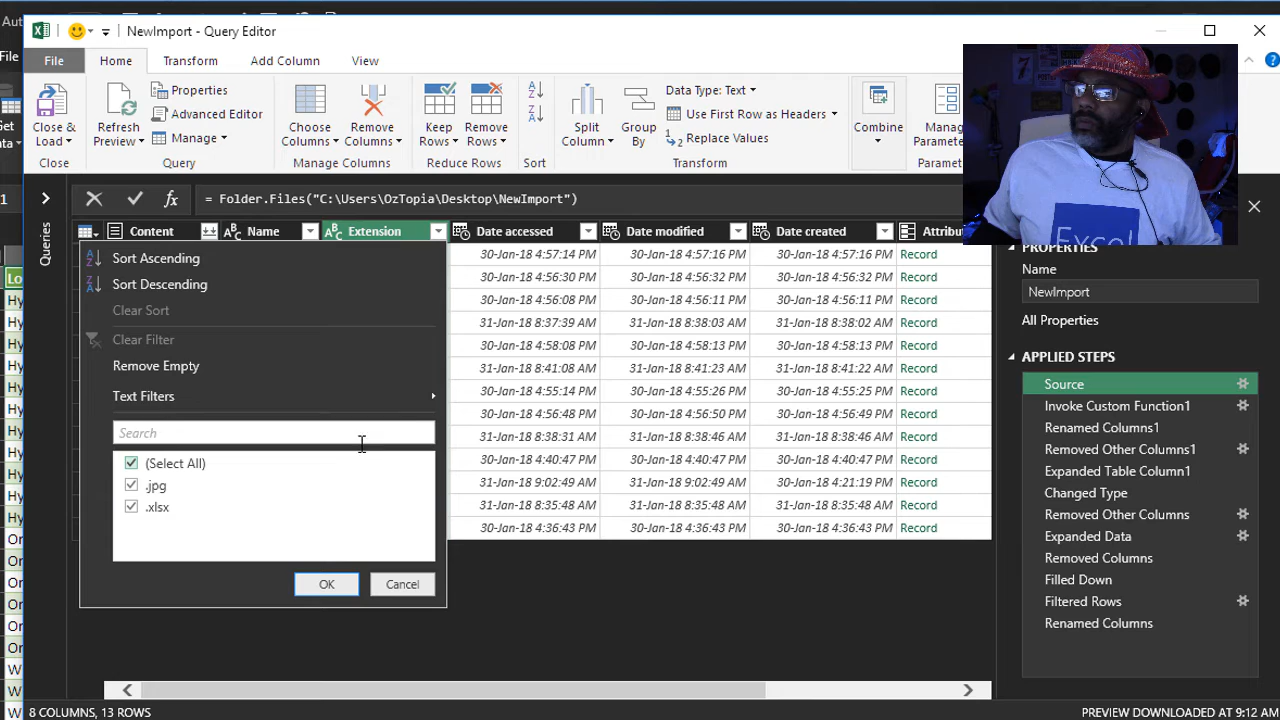 Aut
NewImport - Query Editor
File
File Home Transform Add Column View
Get
Data
Close & Load
Close
Refresh Preview
Properties
Advanced Editor
Manage
Query
Choose Columns
Remove Columns
Manage Columns
Keep Rows
Remove Rows
Reduce Rows
Sort
Split Column
Group By
Data Type: Text
Use First Row as Headers
Replace Values
Transform
Combine
Manage Parameters
Parameters
= Folder.Files("C:\Users\OzTopia\Desktop\NewImport")
Queries
Content Name Extension Date accessed Date modified Date created Attribut
30-Jan-18 4:57:14 PM 30-Jan-18 4:57:16 PM 30-Jan-18 4:57:16 PM Record
30-Jan-18 4:56:30 PM 30-Jan-18 4:56:32 PM 30-Jan-18 4:56:32 PM Record
30-Jan-18 4:56:08 PM 30-Jan-18 4:56:11 PM 30-Jan-18 4:56:11 PM Record
31-Jan-18 8:37:39 AM 31-Jan-18 8:38:03 AM 31-Jan-18 8:38:02 AM Record
30-Jan-18 4:58:08 PM 30-Jan-18 4:58:13 PM 30-Jan-18 4:58:13 PM Record
31-Jan-18 8:41:08 AM 31-Jan-18 8:41:23 AM 31-Jan-18 8:41:22 AM Record
30-Jan-18 4:55:14 PM 30-Jan-18 4:55:26 PM 30-Jan-18 4:55:25 PM Record
30-Jan-18 4:56:48 PM 30-Jan-18 4:56:50 PM 30-Jan-18 4:56:49 PM Record
31-Jan-18 8:38:31 AM 31-Jan-18 8:38:46 AM 31-Jan-18 8:38:46 AM Record
30-Jan-18 4:40:47 PM 30-Jan-18 4:40:47 PM 30-Jan-18 4:40:47 PM Record
31-Jan-18 9:02:49 AM 31-Jan-18 9:02:49 AM 30-Jan-18 4:21:19 PM Record
31-Jan-18 8:35:48 AM 31-Jan-18 8:35:48 AM 31-Jan-18 8:35:48 AM Record
30-Jan-18 4:36:43 PM 30-Jan-18 4:36:43 PM 30-Jan-18 4:36:43 PM Record
Sort Ascending
Sort Descending
Clear Sort
Clear Filter
Remove Empty
Text Filters
Search
(Select All)
.jpg
.xlsx
OK Cancel
Excel
PROPERTIES
Name
NewImport
All Properties
APPLIED STEPS
Source
Invoke Custom Function1
Renamed Columns1
Removed Other Columns1
Expanded Table Column1
Changed Type
Removed Other Columns
Expanded Data
Removed Columns
Filled Down
Filtered Rows
Renamed Columns
8 COLUMNS, 13 ROWS
PREVIEW DOWNLOADED AT 9:12 AM